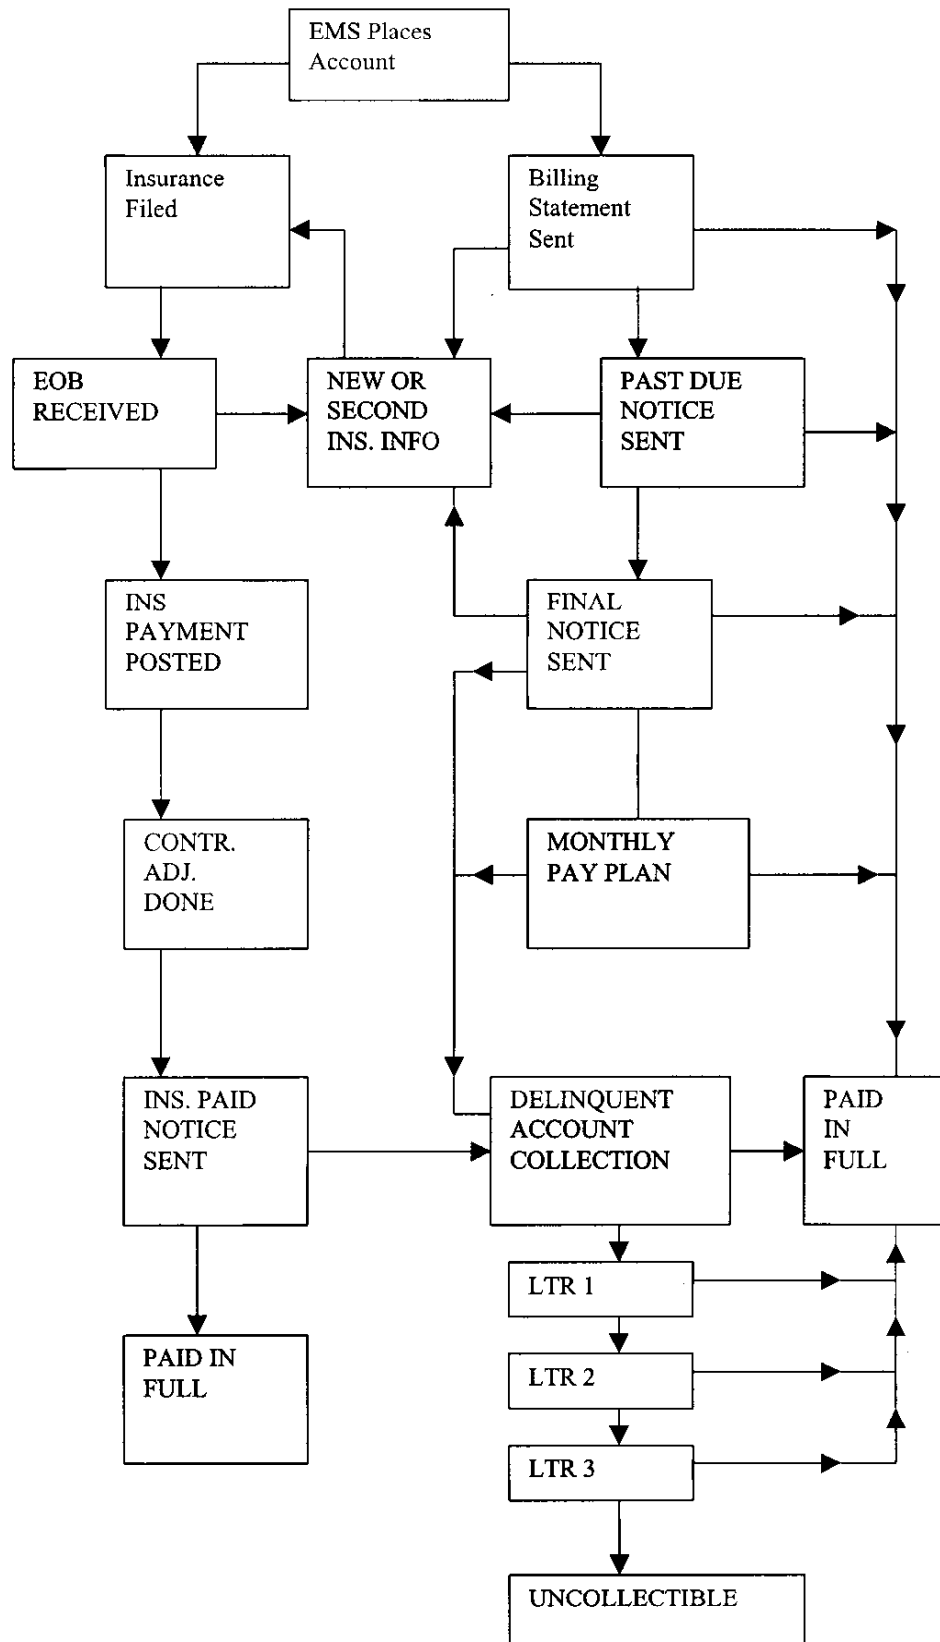 EMS Places
Account
Insurance
Filed
Billing
Statement
Sent
EOB
RECEIVED
NEW OR
SECOND
INS. INFO
PAST DUE
NOTICE
SENT
INS
PAYMENT
POSTED
FINAL
NOTICE
SENT
CONTR.
ADJ.
DONE
MONTHLY
PAY PLAN
INS. PAID
NOTICE
SENT
DELINQUENT
ACCOUNT
COLLECTION
PAID
IN
FULL
LTR 1
PAID IN
FULL
LTR 2
LTR 3
UNCOLLECTIBLE